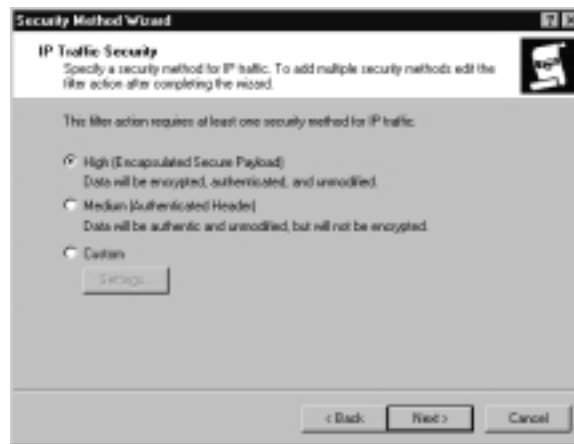 Security Method Wizard
IP Traffic Security
Specify a security method for IP traffic. To add multiple security methods edit the
filter action after completing the wizard.
This filter action requires at least one security method for IP traffic.
High (Encapsulated Secure Payload)
Data will be encrypted, authenticated, and unmodified.
Medium (Authenticated Header)
Data will be authentic and unmodified, but will not be encrypted.
Custom
Settings...
< Back Next > Cancel